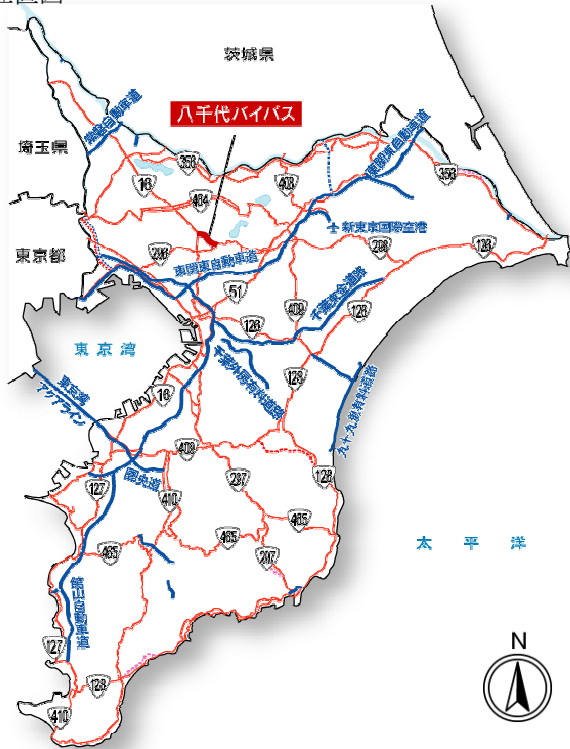 茨城県
常磐自動車道
八千代バイパス
埼玉県
356
16
464
408
東関東自動車道
356
新東京国際空港
東京都
296
296
126
東関東自動車道
51
409
千葉東金道路
126
126
東京湾
千葉外房有料道路
128
九十九里有料道路
東京湾
アクアライン
16
409
圏央道
127
410
297
128
465
465
465
297
太平洋
館山自動車道
127
128
410
N